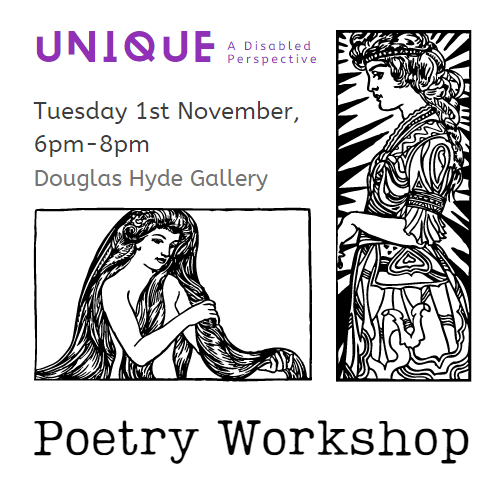 UNIQUE
A Disabled
Perspective
Tuesday 1st November,
6pm-8pm
Douglas Hyde Gallery
Poetry Workshop